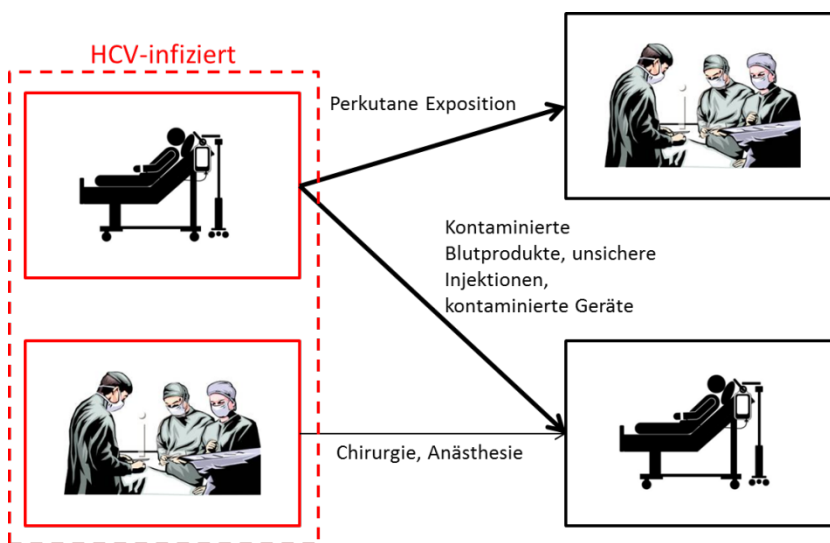 HCV-infiziert
Perkutane Exposition
Kontaminierte
Blutprodukte, unsichere
Injektionen,
kontaminierte Geräte
Chirurgie, Anästhesie